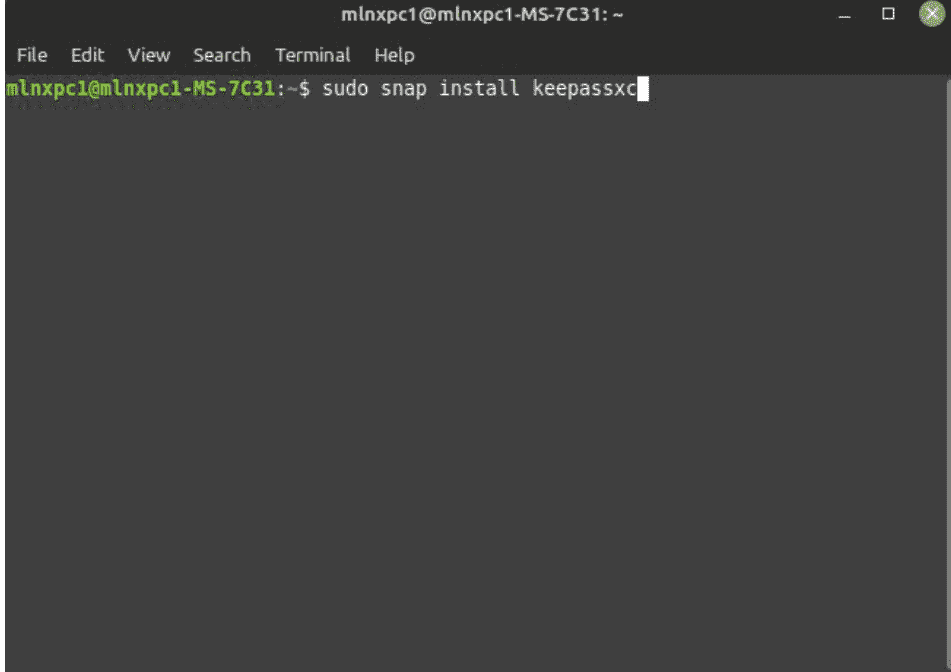 mlnxpc1@mlnxpc1-MS-7C31: ~
File Edit View Search Terminal Help
mlnxpc1@mlnxpc1-MS-7C31:~$ sudo snap install keepassxc